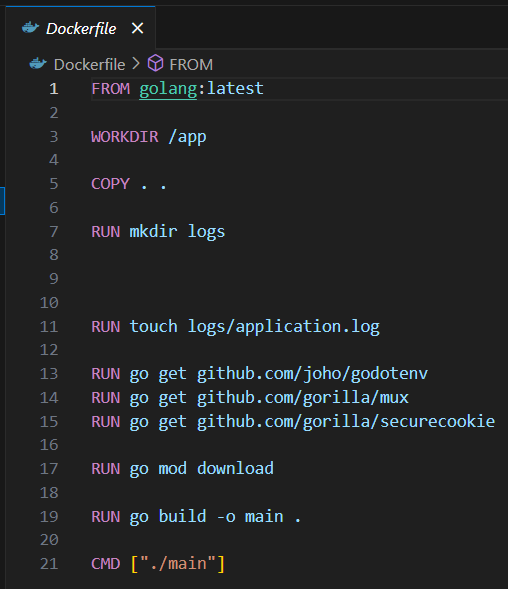 Dockerfile ×
Dockerfile > FROM
1 FROM golang:latest
2
3 WORKDIR /app
4
5 COPY . .
6
7 RUN mkdir logs
8
9
10
11 RUN touch logs/application.log
12
13 RUN go get github.com/joho/godotenv
14 RUN go get github.com/gorilla/mux
15 RUN go get github.com/gorilla/securecookie
16
17 RUN go mod download
18
19 RUN go build -o main .
20
21 CMD ["./main"]